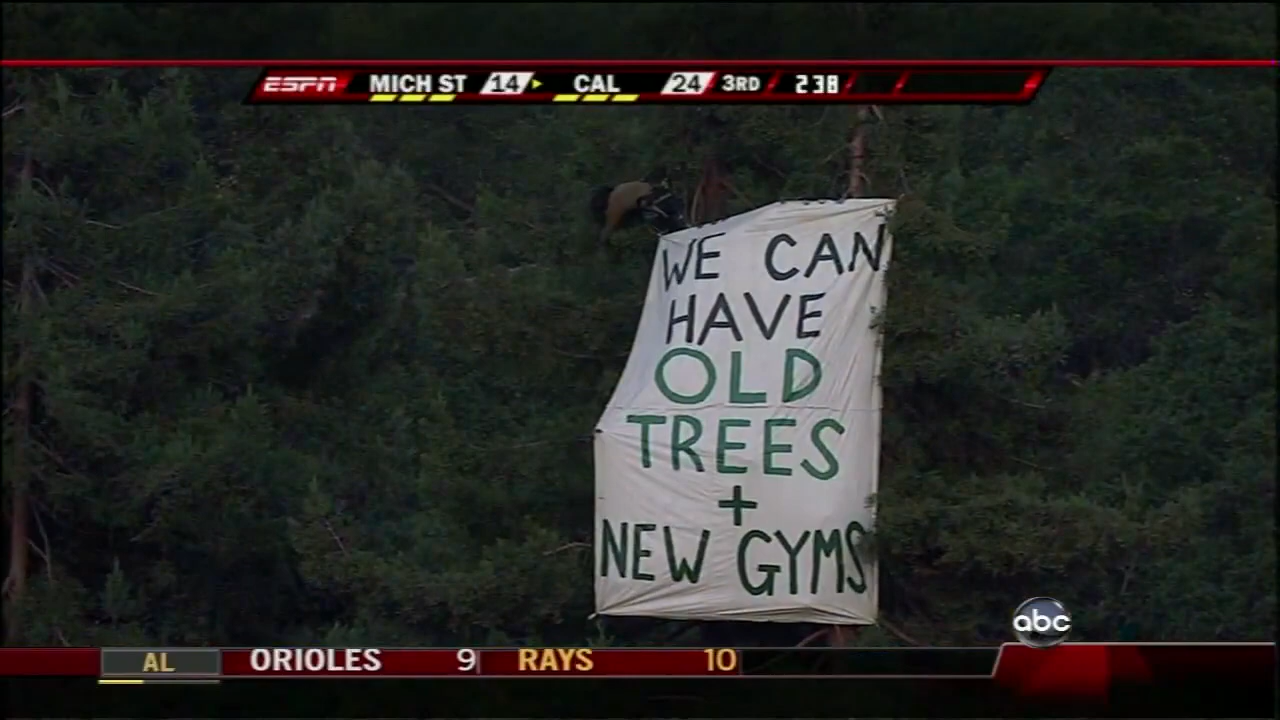 ESPN MICH ST 14 CAL 24 3RD 2 38
WE CAN
HAVE
OLD
TREES
+
NEW GYMS
abc
AL ORIOLES 9 RAYS 10